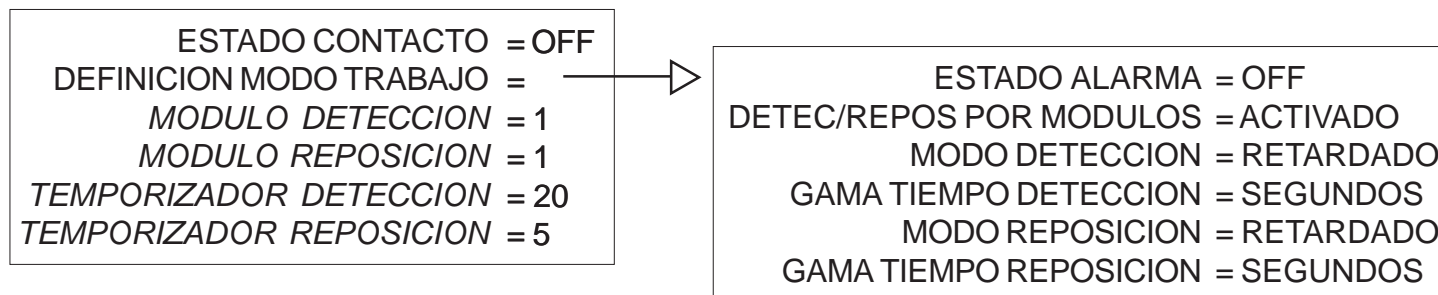 ESTADO CONTACTO = OFF
DEFINICION MODO TRABAJO =
MODULO DETECCION = 1
MODULO REPOSICION = 1
TEMPORIZADOR DETECCION = 20
TEMPORIZADOR REPOSICION = 5
ESTADO ALARMA = OFF
DETEC/REPOS POR MODULOS = ACTIVADO
MODO DETECCION = RETARDADO
GAMA TIEMPO DETECCION = SEGUNDOS
MODO REPOSICION = RETARDADO
GAMA TIEMPO REPOSICION = SEGUNDOS